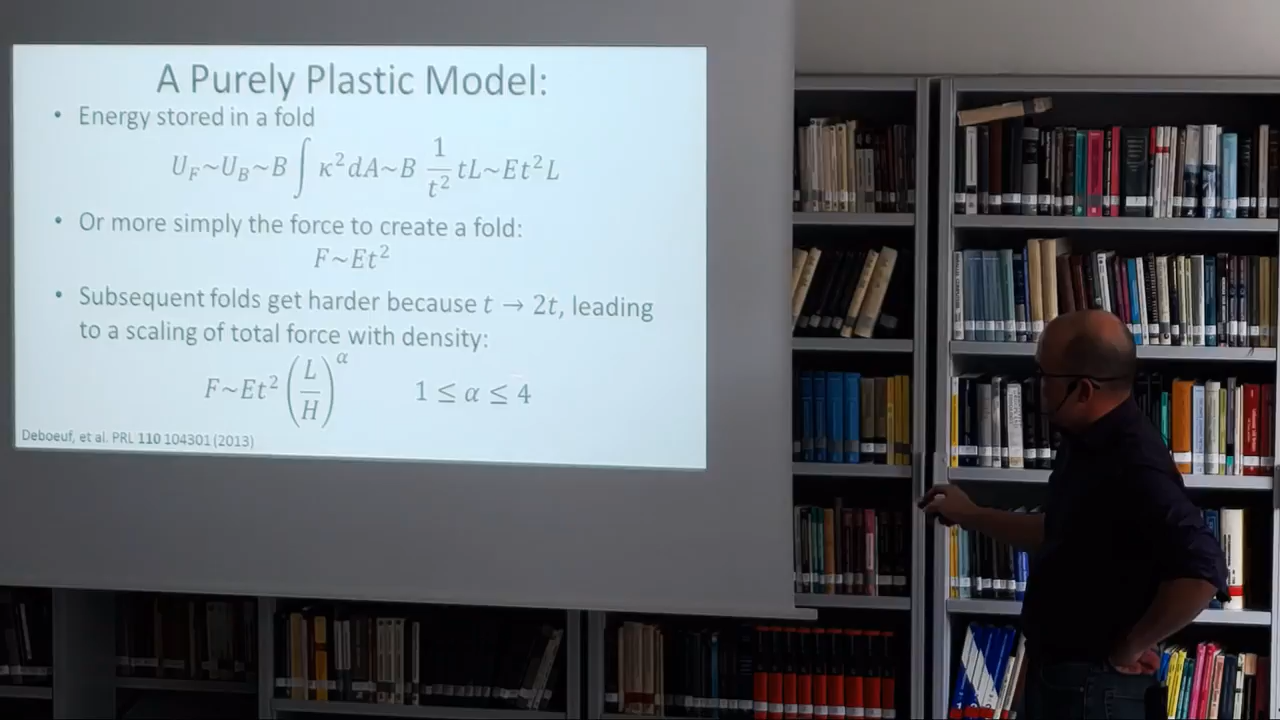 A Purely Plastic Model:
• Energy stored in a fold
U_F~U_B~B ∫ κ² dA~B 1/t² tL~Et²L
• Or more simply the force to create a fold:
F~Et²
• Subsequent folds get harder because t → 2t, leading
to a scaling of total force with density:
F~Et² (L/H)^α    1 ≤ α ≤ 4
Deboeuf, et al. PRL 110 104301 (2013)